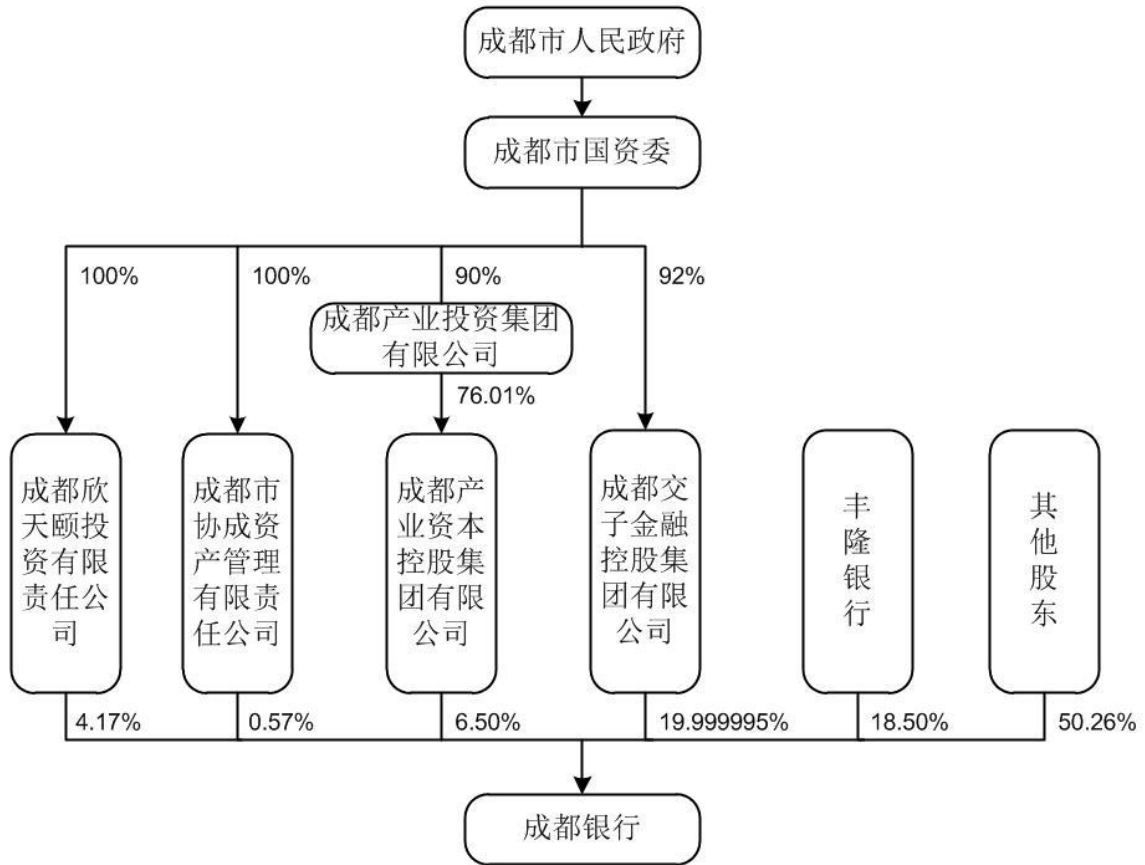 成都市人民政府
成都市国资委
100%
100%
90%
92%
成都产业投资集团
有限公司
76.01%
成都欣
天颐投
资有限
责任公
司
成都市
协成资
产管理
有限责
任公司
成都产
业资本
控股集
团有限
公司
成都交
子金融
控股集
团有限
公司
丰
隆
银
行
其
他
股
东
4.17%
0.57%
6.50%
19.999995%
18.50%
50.26%
成都银行